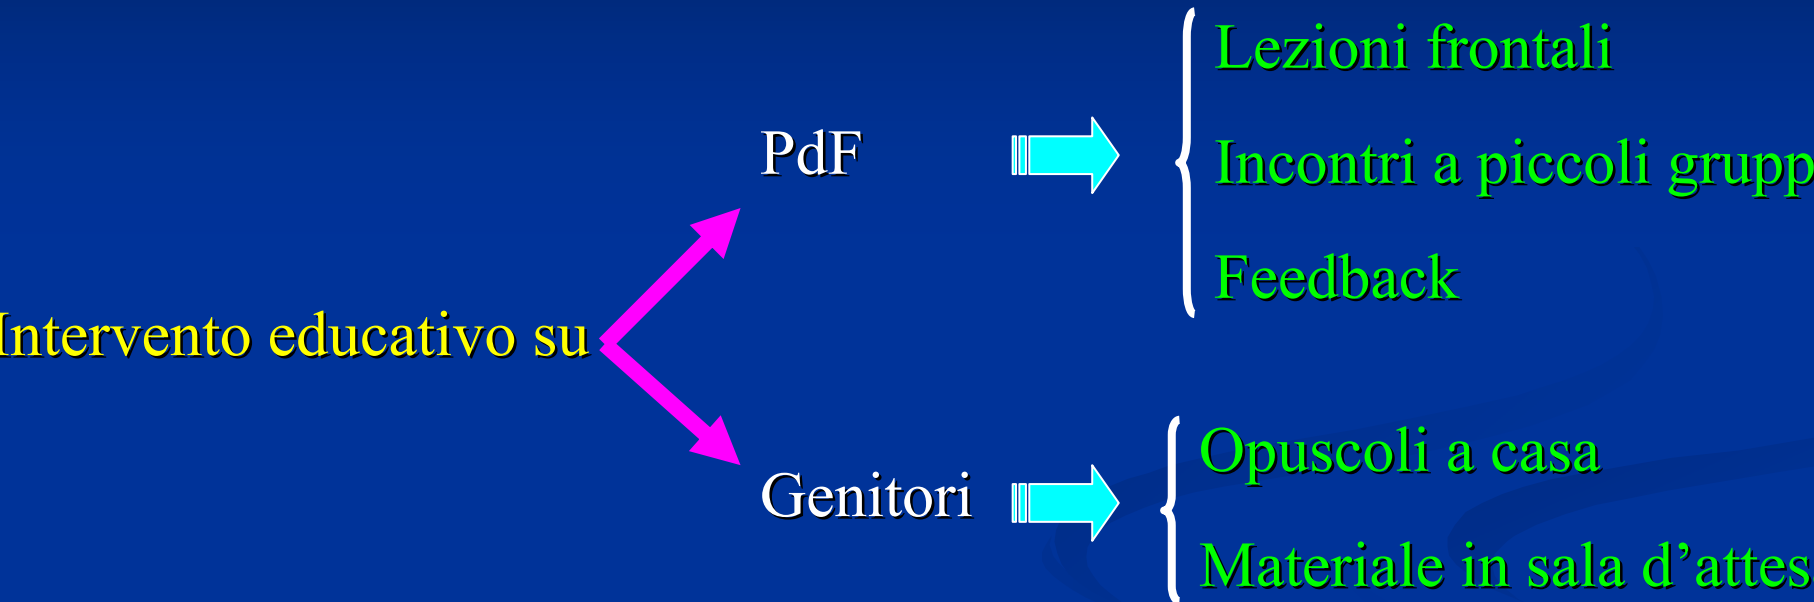 Lezioni frontali
PdF
Incontri a piccoli grupp
Feedback
Intervento educativo su
Opuscoli a casa
Genitori
Materiale in sala d’attes